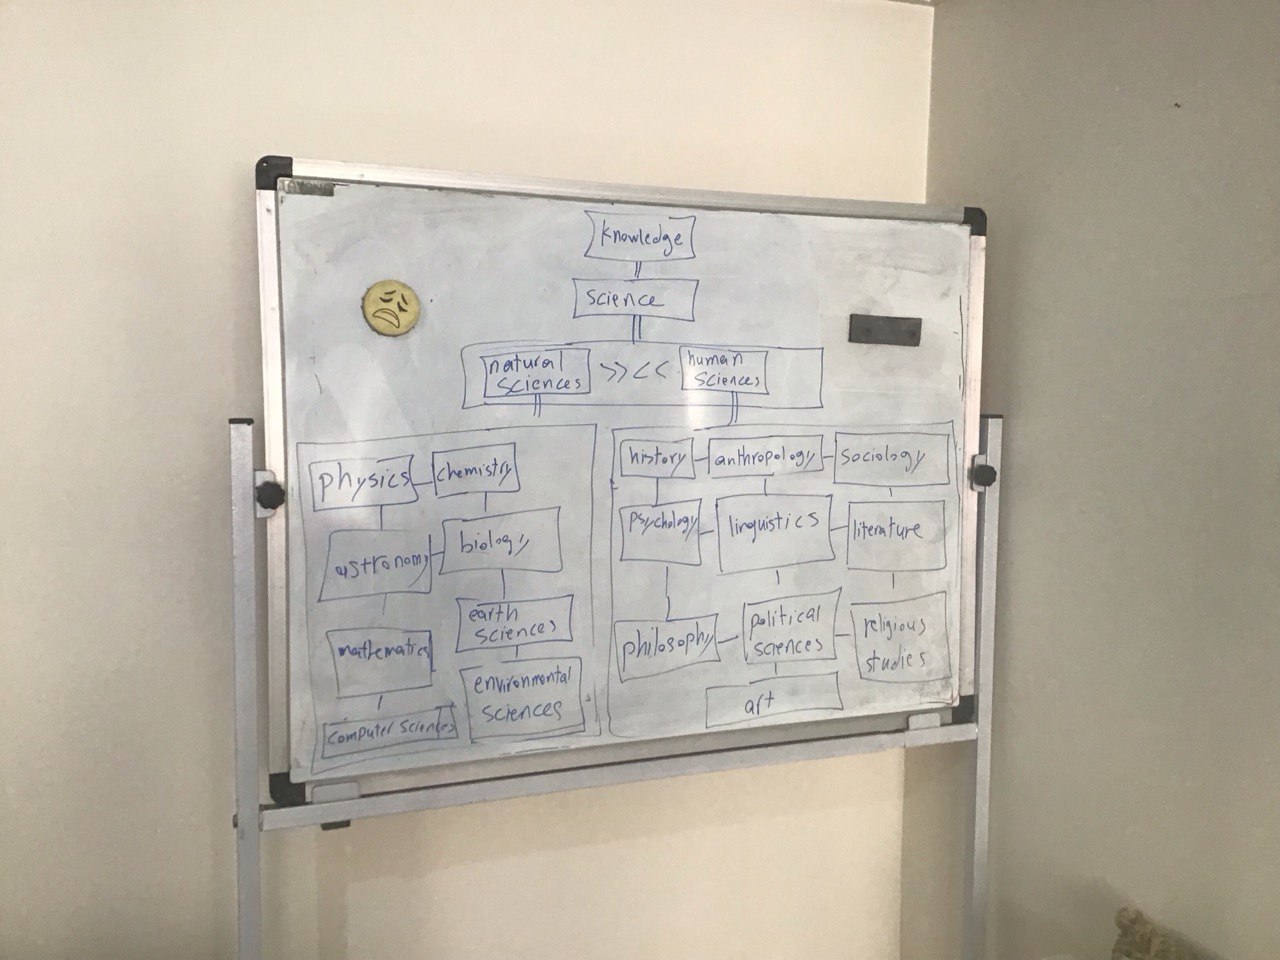 knowledge
science
natural
sciences
>> <<
human
sciences
physics
chemistry
astronomy
biology
mathematics
earth
sciences
computer sciences
environmental
sciences
history
anthropology
sociology
psychology
linguistics
literature
philosophy
political
sciences
religious
studies
art